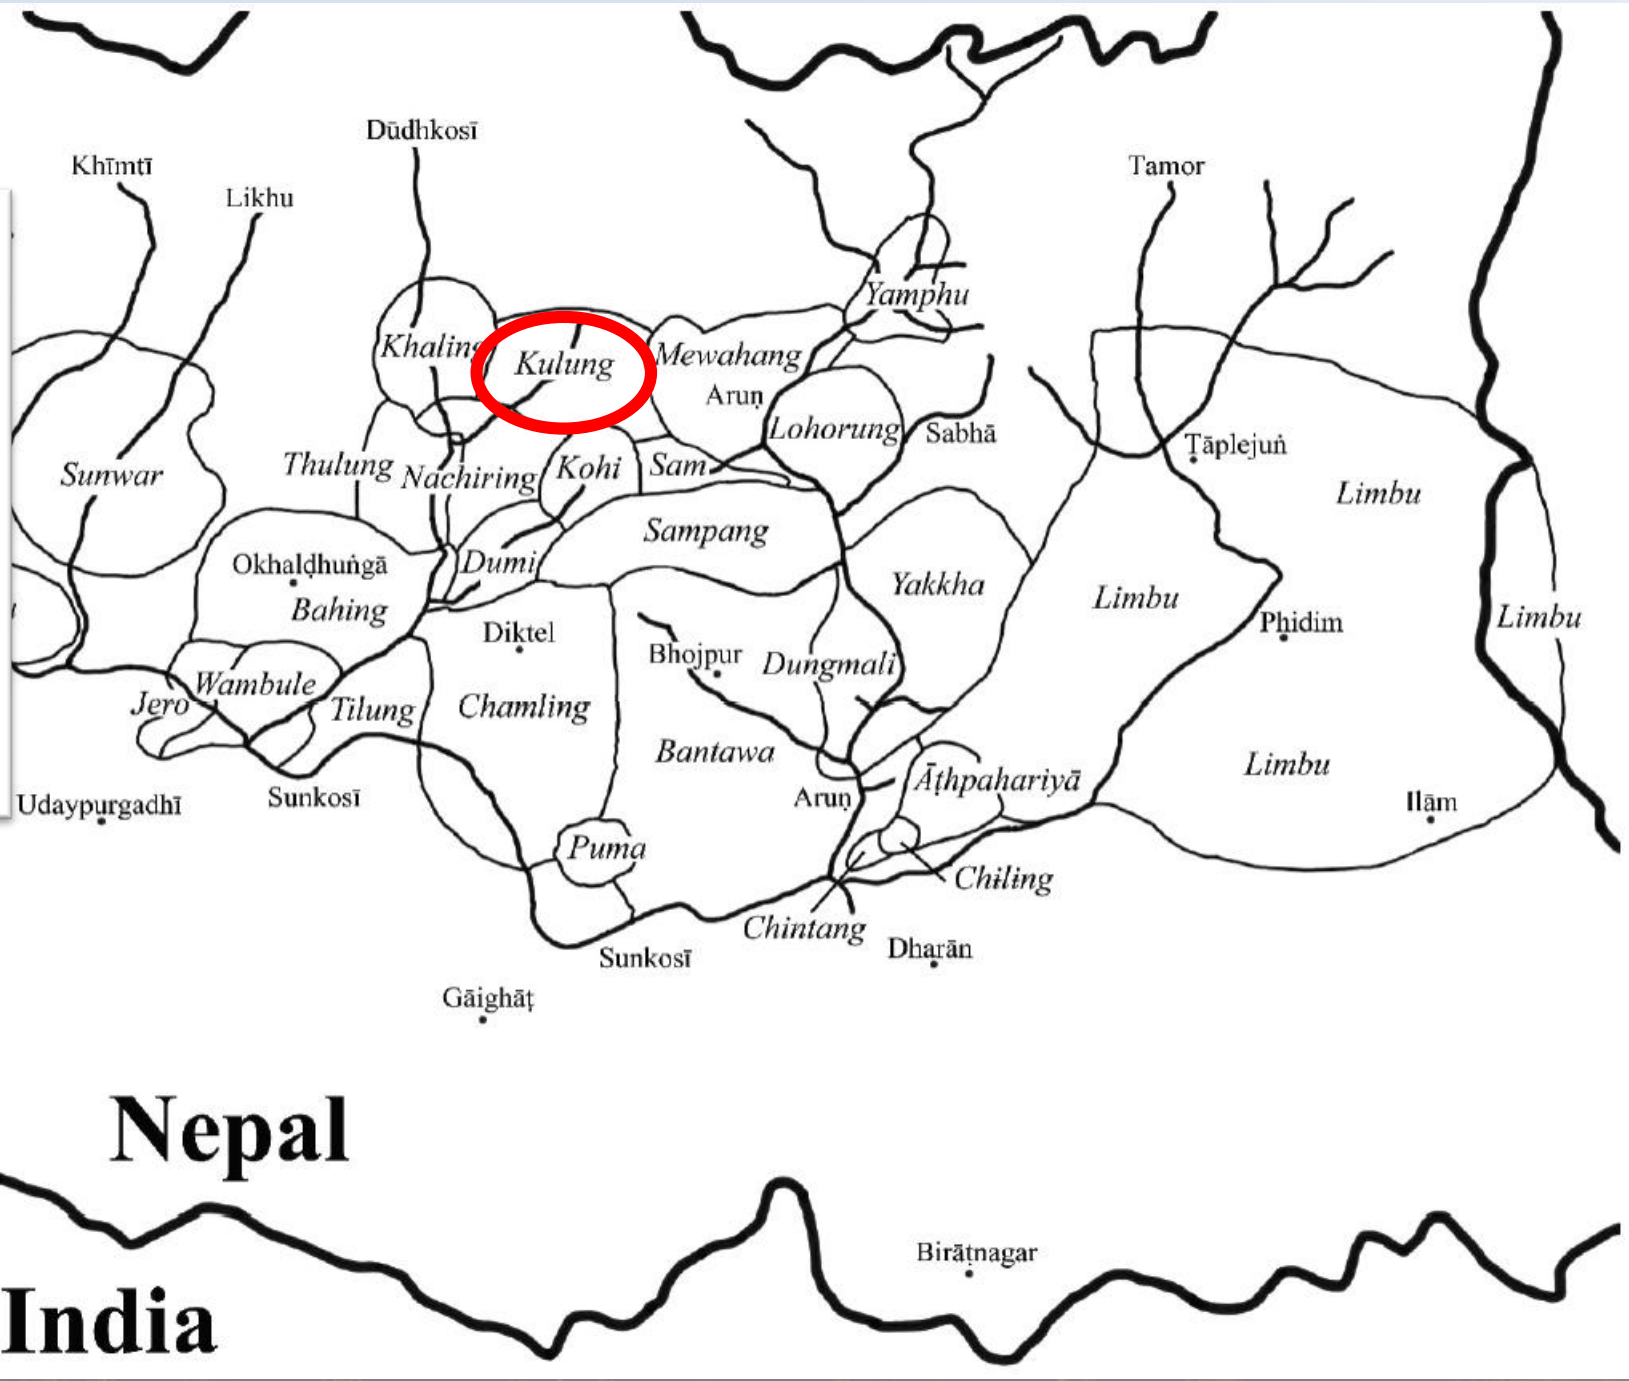 Dūdhkosī
Khīmtī
Likhu
Tamor
Yamphu
Khaling
Kulung
Mewahang
Aruṇ
Lohorung
Sabhā
Tāplejuṅ
Sunwar
Thulung
Nachiring
Kohi
Sam
Limbu
Sampang
Okhalḍhuṅgā
Dumi
Bahing
Yakkha
Limbu
Phidim
Limbu
Diktel
Bhojpur
Dungmali
Wambule
Jero
Tilung
Chamling
Bantawa
Limbu
Āṭhpahariyā
Udaypurgadhī
Sunkosī
Aruṇ
Ilām
Puma
Chiling
Chintang
Dharān
Sunkosī
Gāighāṭ
Nepal
Birāṭnagar
India